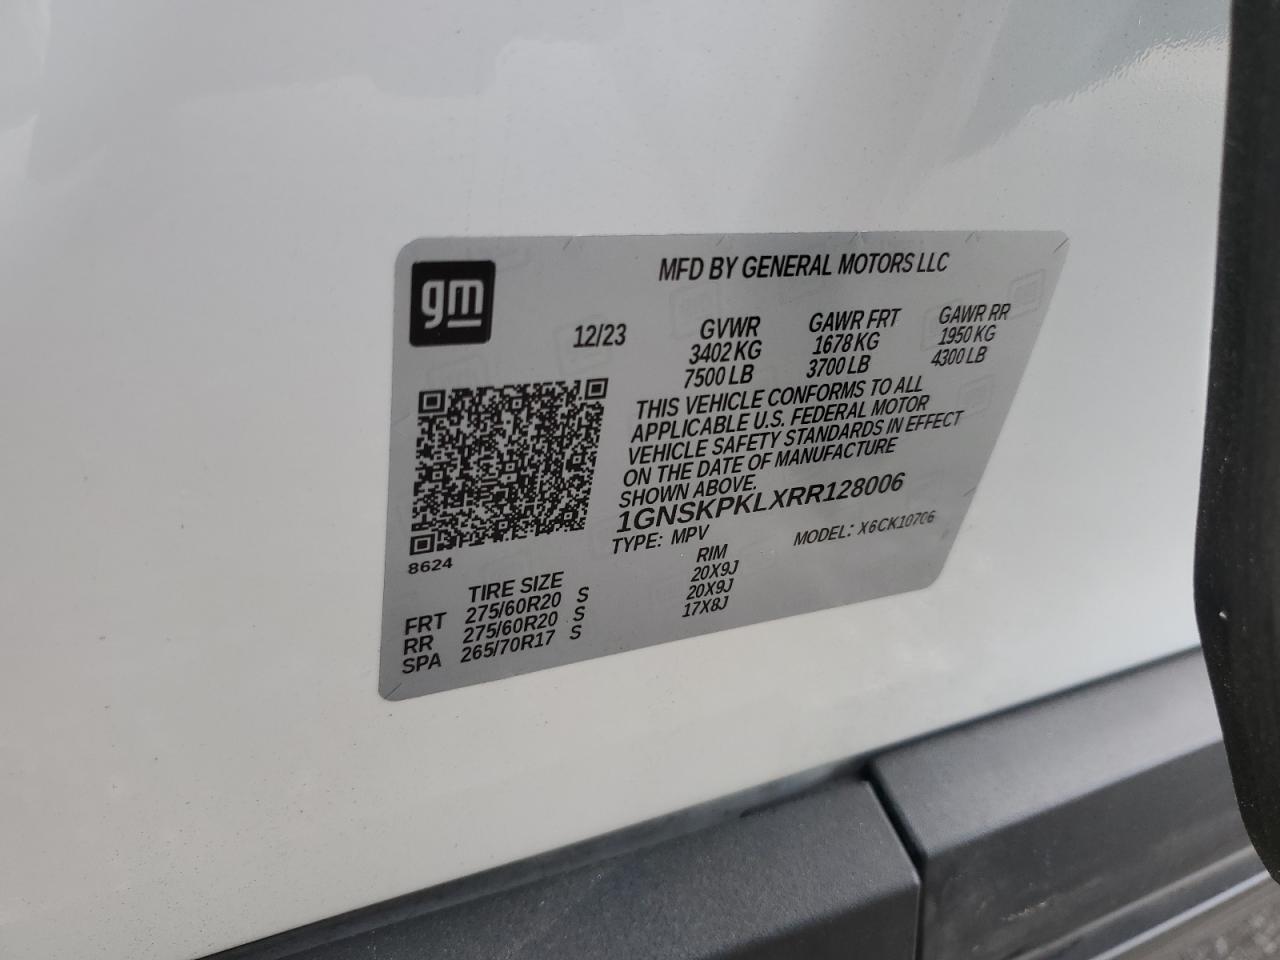 gm
MFD BY GENERAL MOTORS LLC
12/23
GVWR GAWR FRT GAWR RR
3402 KG 1678 KG 1950 KG
7500 LB 3700 LB 4300 LB
THIS VEHICLE CONFORMS TO ALL
APPLICABLE U.S. FEDERAL MOTOR
VEHICLE SAFETY STANDARDS IN EFFECT
ON THE DATE OF MANUFACTURE
SHOWN ABOVE.
1GNSKPKLXRR128006
TYPE: MPV MODEL: X6CK10706
8624
TIRE SIZE RIM
FRT 275/60R20 S 20X9J
RR 275/60R20 S 20X9J
SPA 265/70R17 S 17X8J